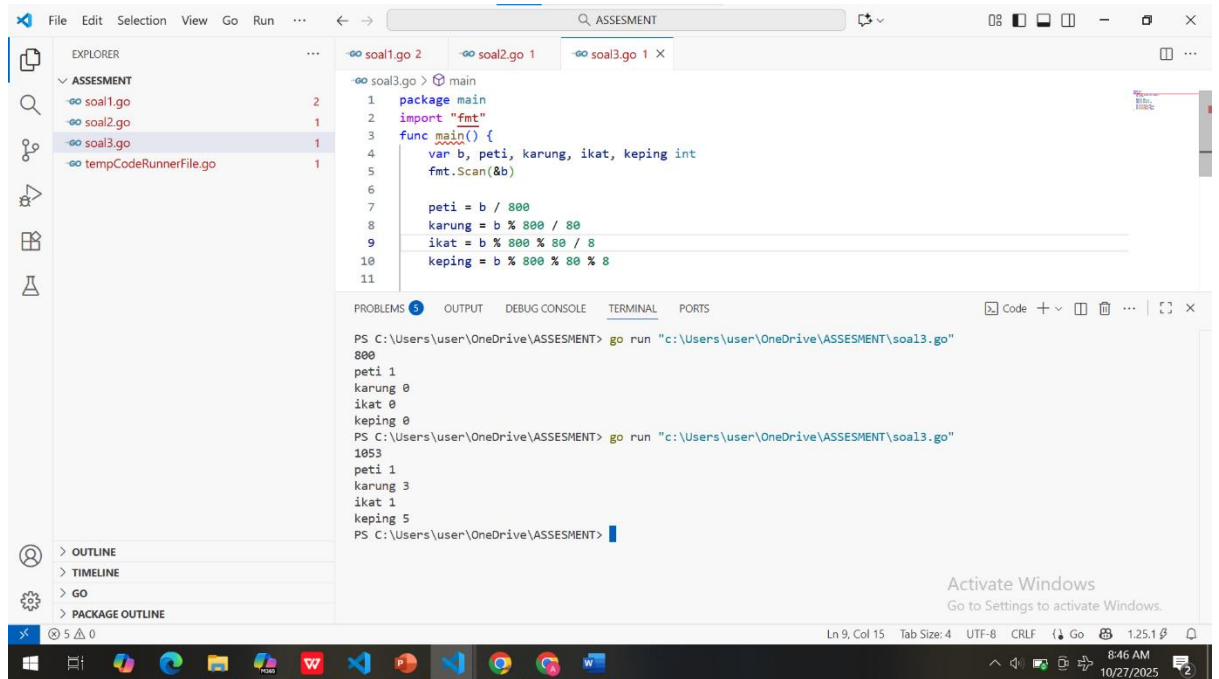 File Edit Selection View Go Run ··· ASSESMENT
EXPLORER ···
ASSESMENT
soal1.go 2
soal2.go 1
soal3.go 1
tempCodeRunnerFile.go 1
OUTLINE
TIMELINE
GO
PACKAGE OUTLINE
soal1.go 2 soal2.go 1 soal3.go 1
soal3.go > main
1 package main
2 import "fmt"
3 func main() {
4 var b, peti, karung, ikat, keping int
5 fmt.Scan(&b)
6
7 peti = b / 800
8 karung = b % 800 / 80
9 ikat = b % 800 % 80 / 8
10 keping = b % 800 % 80 % 8
11
PROBLEMS 5 OUTPUT DEBUG CONSOLE TERMINAL PORTS Code
PS C:\Users\user\OneDrive\ASSESMENT> go run "c:\Users\user\OneDrive\ASSESMENT\soal3.go"
800
peti 1
karung 0
ikat 0
keping 0
PS C:\Users\user\OneDrive\ASSESMENT> go run "c:\Users\user\OneDrive\ASSESMENT\soal3.go"
1053
peti 1
karung 3
ikat 1
keping 5
PS C:\Users\user\OneDrive\ASSESMENT>
Activate Windows
Go to Settings to activate Windows.
5 0 Ln 9, Col 15 Tab Size: 4 UTF-8 CRLF Go 1.25.1
8:46 AM
10/27/2025